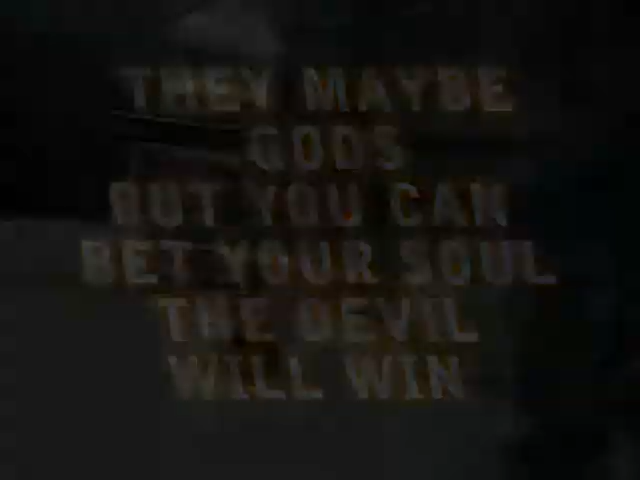 THEY MAYBE
GODS
BUT YOU CAN
BET YOUR SOUL
THE DEVIL
WILL WIN